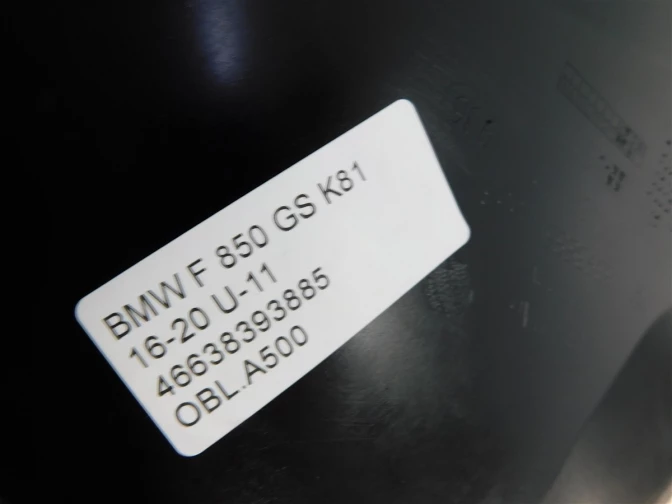 BMW F 850 GS K81
16-20 U-11
46638393885
OBL.A500